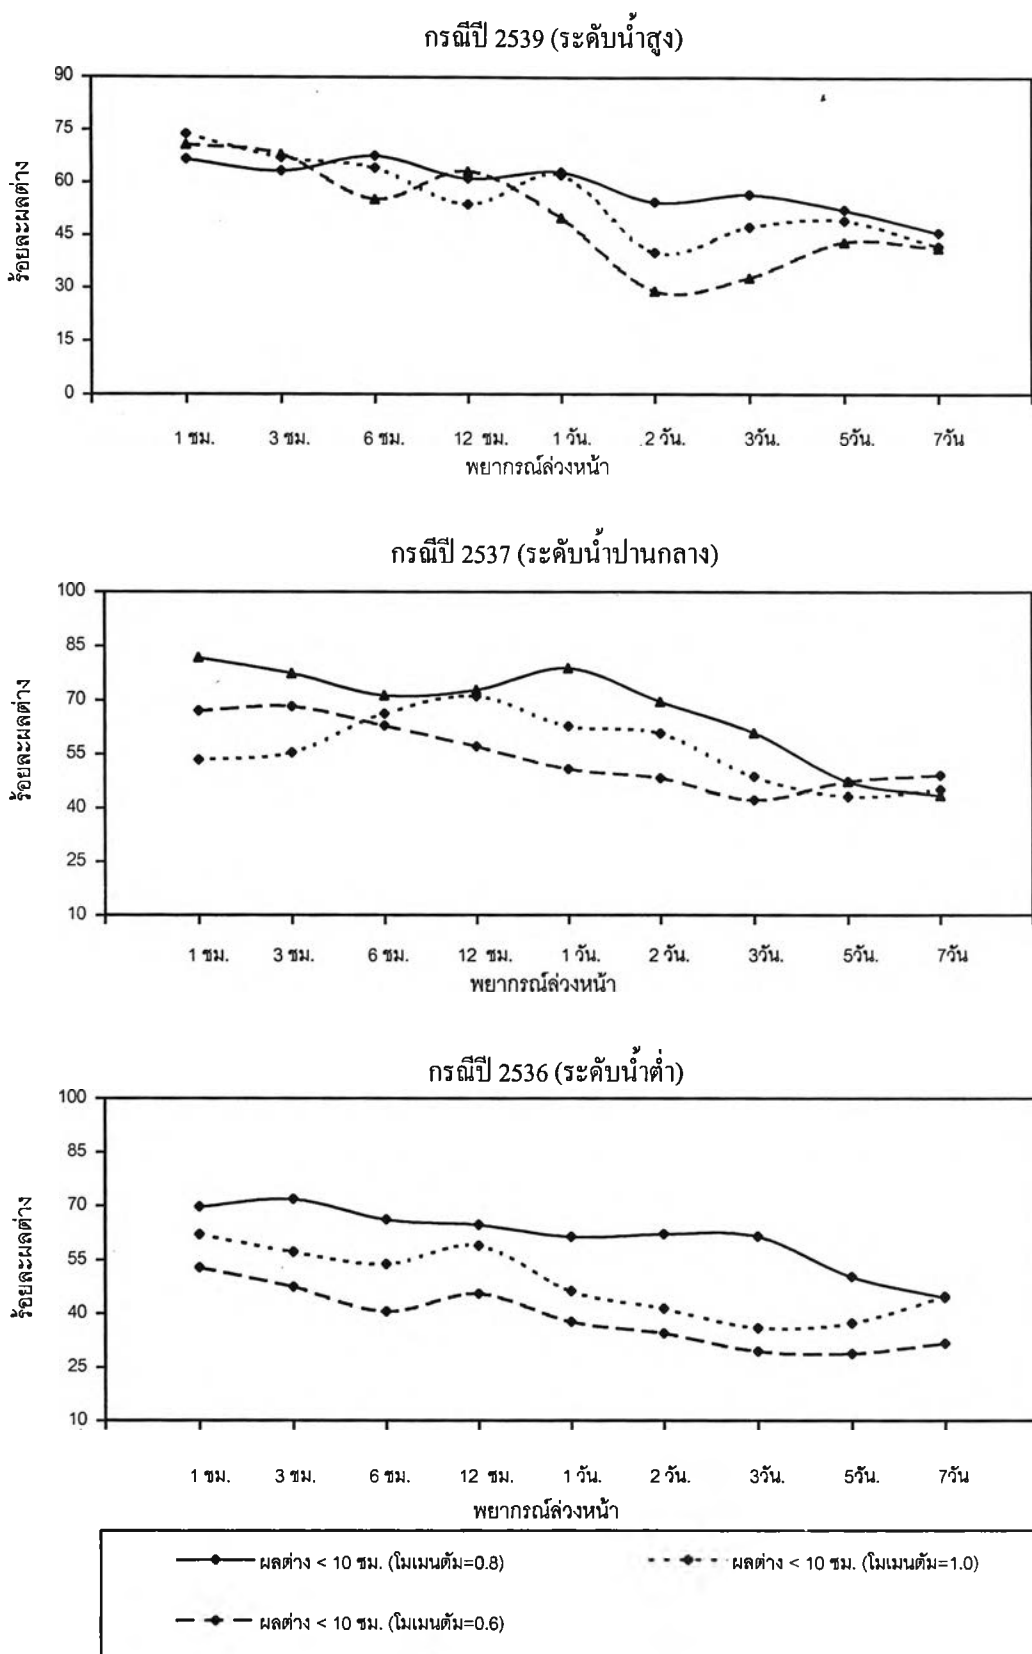 กรณีปี 2539 (ระดับน้ำสูง)
90
75
60
45
30
15
0
ร้อยละผลต่าง
1 ชม. 3 ชม. 6 ชม. 12 ชม. 1 วัน. 2 วัน. 3วัน. 5วัน. 7วัน
พยากรณ์ล่วงหน้า
กรณีปี 2537 (ระดับน้ำปานกลาง)
100
85
70
55
40
25
10
ร้อยละผลต่าง
1 ชม. 3 ชม. 6 ชม. 12 ชม. 1 วัน. 2 วัน. 3วัน. 5วัน. 7วัน
พยากรณ์ล่วงหน้า
กรณีปี 2536 (ระดับน้ำต่ำ)
100
85
70
55
40
25
10
ร้อยละผลต่าง
1 ชม. 3 ชม. 6 ชม. 12 ชม. 1 วัน. 2 วัน. 3วัน. 5วัน. 7วัน
พยากรณ์ล่วงหน้า
ผลต่าง < 10 ซม. (โมเมนตัม=0.8) ผลต่าง < 10 ซม. (โมเมนตัม=1.0)
ผลต่าง < 10 ซม. (โมเมนตัม=0.6)